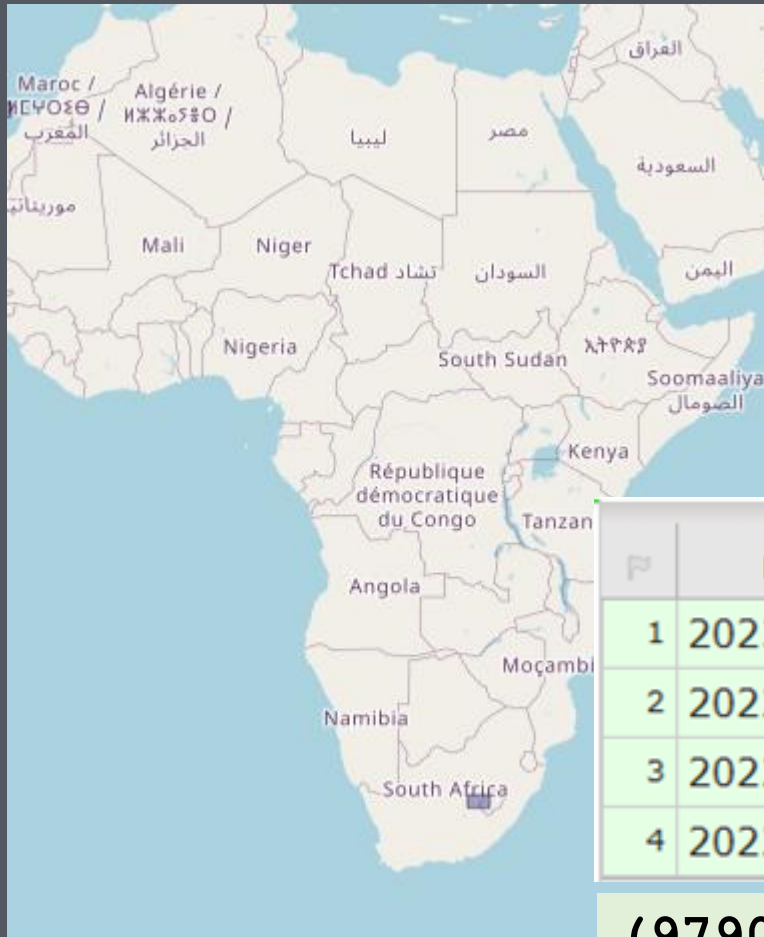 العراق
Maroc /
ⵍⵎⵖⵔⵉⴱ /
المغرب
Algérie /
ⵍⵣⵣⴰⵢⴻⵔ /
الجزائر
ليبيا
مصر
السعودية
Mali
Niger
Tchad تشاد
السودان
اليمن
Nigeria
South Sudan
ኢትዮጵያ
Soomaaliya
الصومال
Kenya
République
démocratique
du Congo
Tanzan
Angola
Moçambi
Namibia
South Africa
1 202
2 202
3 202
4 202